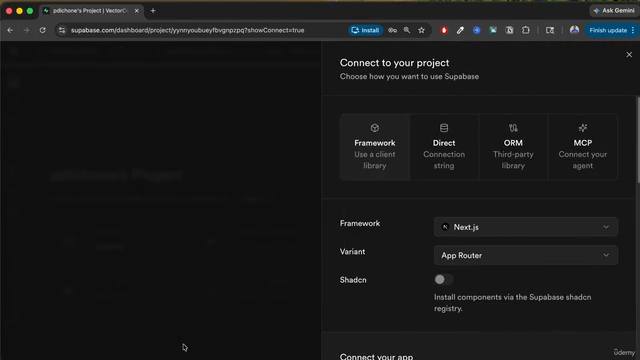 pdichone's Project | VectorC
Ask Gemini
supabase.com/dashboard/project/yynnyoubueyfbvgnpzpq?showConnect=true
Install
Finish update
Connect to your project
Choose how you want to use Supabase
Framework
Use a client
library
Direct
Connection
string
ORM
Third-party
library
MCP
Connect your
agent
Framework
Next.js
Variant
App Router
Shadcn
Install components via the Supabase shadcn
registry.
Connect your app
udemy